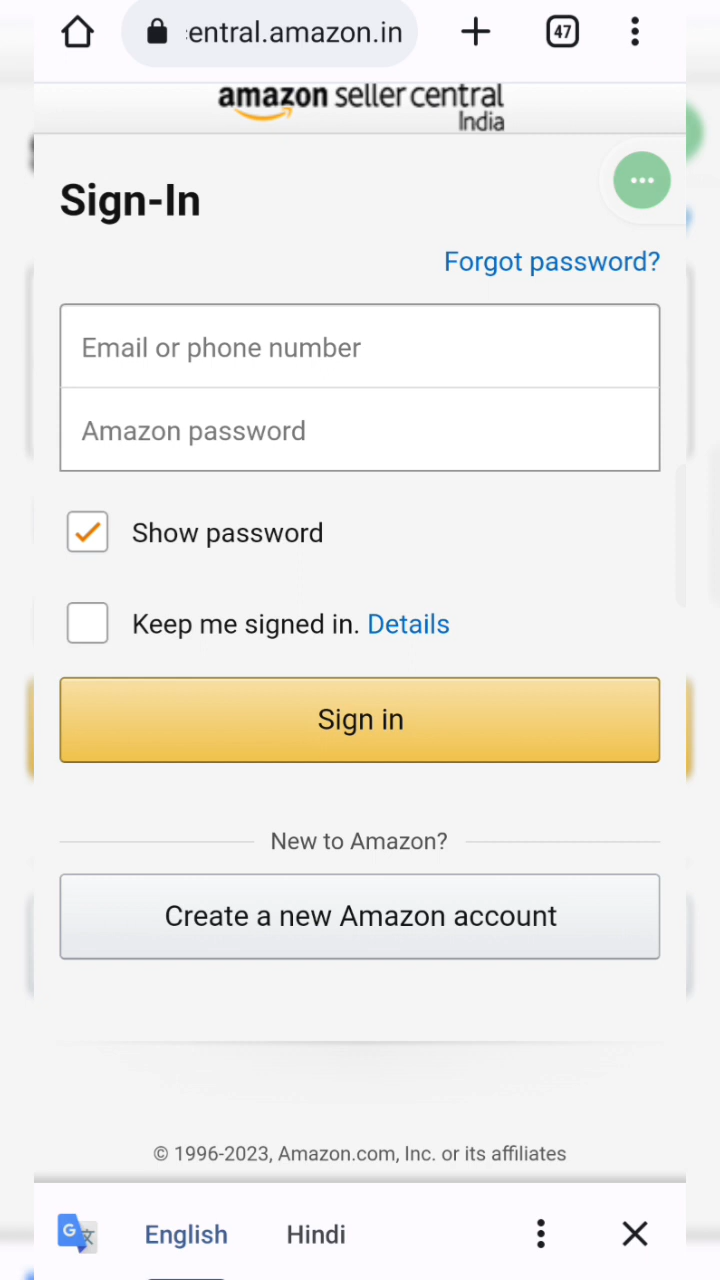 :entral.amazon.in
47
amazon seller central
India
Sign-In
Forgot password?
Email or phone number
Amazon password
Show password
Keep me signed in. Details
Sign in
New to Amazon?
Create a new Amazon account
© 1996-2023, Amazon.com, Inc. or its affiliates
English Hindi